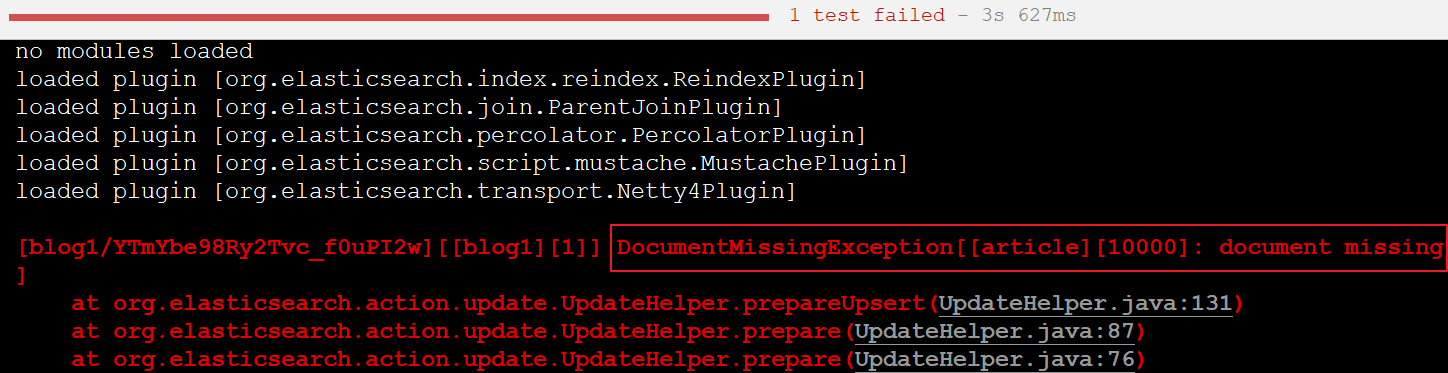 1 test failed – 3s 627ms
no modules loaded
loaded plugin [org.elasticsearch.index.reindex.ReindexPlugin]
loaded plugin [org.elasticsearch.join.ParentJoinPlugin]
loaded plugin [org.elasticsearch.percolator.PercolatorPlugin]
loaded plugin [org.elasticsearch.script.mustache.MustachePlugin]
loaded plugin [org.elasticsearch.transport.Netty4Plugin]
[blog1/YTmYbe98Ry2Tvc_f0uPI2w][[blog1][1]] DocumentMissingException[[article][10000]: document missing
]
at org.elasticsearch.action.update.UpdateHelper.prepareUpsert(UpdateHelper.java:131)
at org.elasticsearch.action.update.UpdateHelper.prepare(UpdateHelper.java:87)
at org.elasticsearch.action.update.UpdateHelper.prepare(UpdateHelper.java:76)